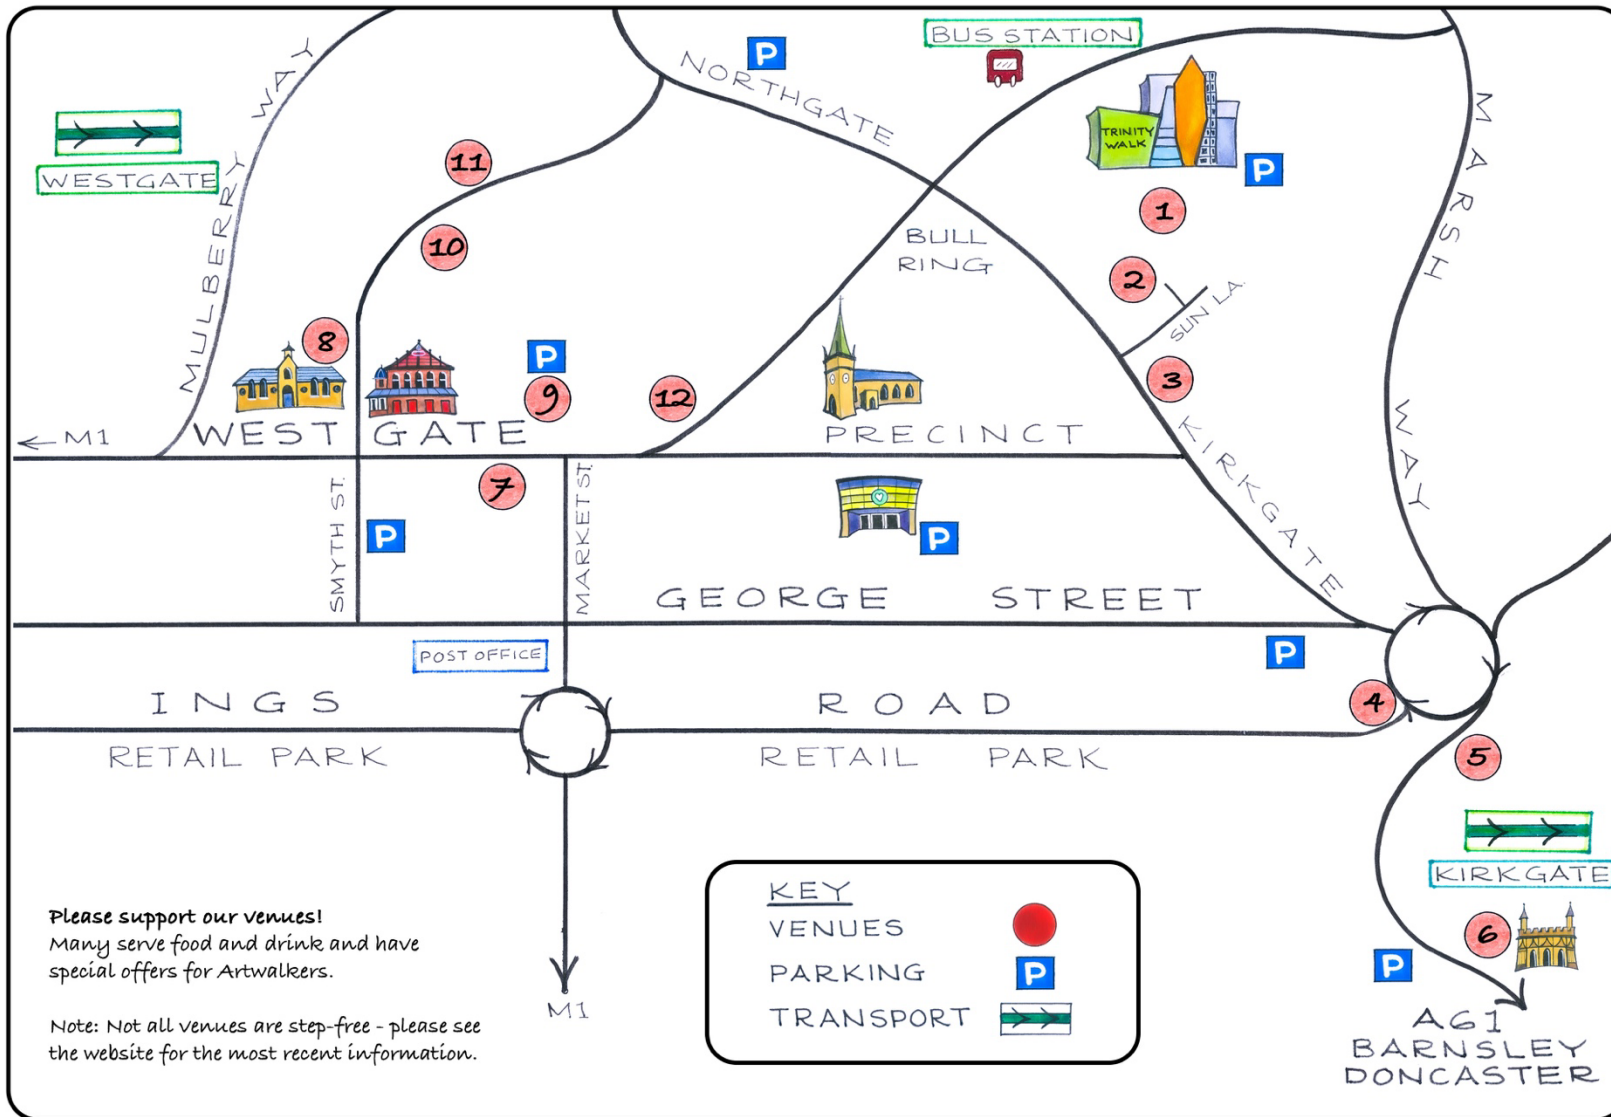 BUS STATION
P
NORTHGATE
MULBERRY WAY
WESTGATE
TRINITY
WALK
P
MARSH WAY
11
1
10
BULL
RING
2
SUN LA.
8
P
3
9
12
← M1
WESTGATE
PRECINCT
KIRKGATE
7
SMYTH ST.
P
MARKET ST.
P
GEORGE STREET
POST OFFICE
P
INGS ROAD
4
RETAIL PARK
RETAIL PARK
5
KIRKGATE
6
P
A61
BARNSLEY
DONCASTER
M1
Please support our venues!
Many serve food and drink and have
special offers for Artwalkers.
Note: Not all venues are step-free - please see
the website for the most recent information.
KEY
VENUES
PARKING P
TRANSPORT